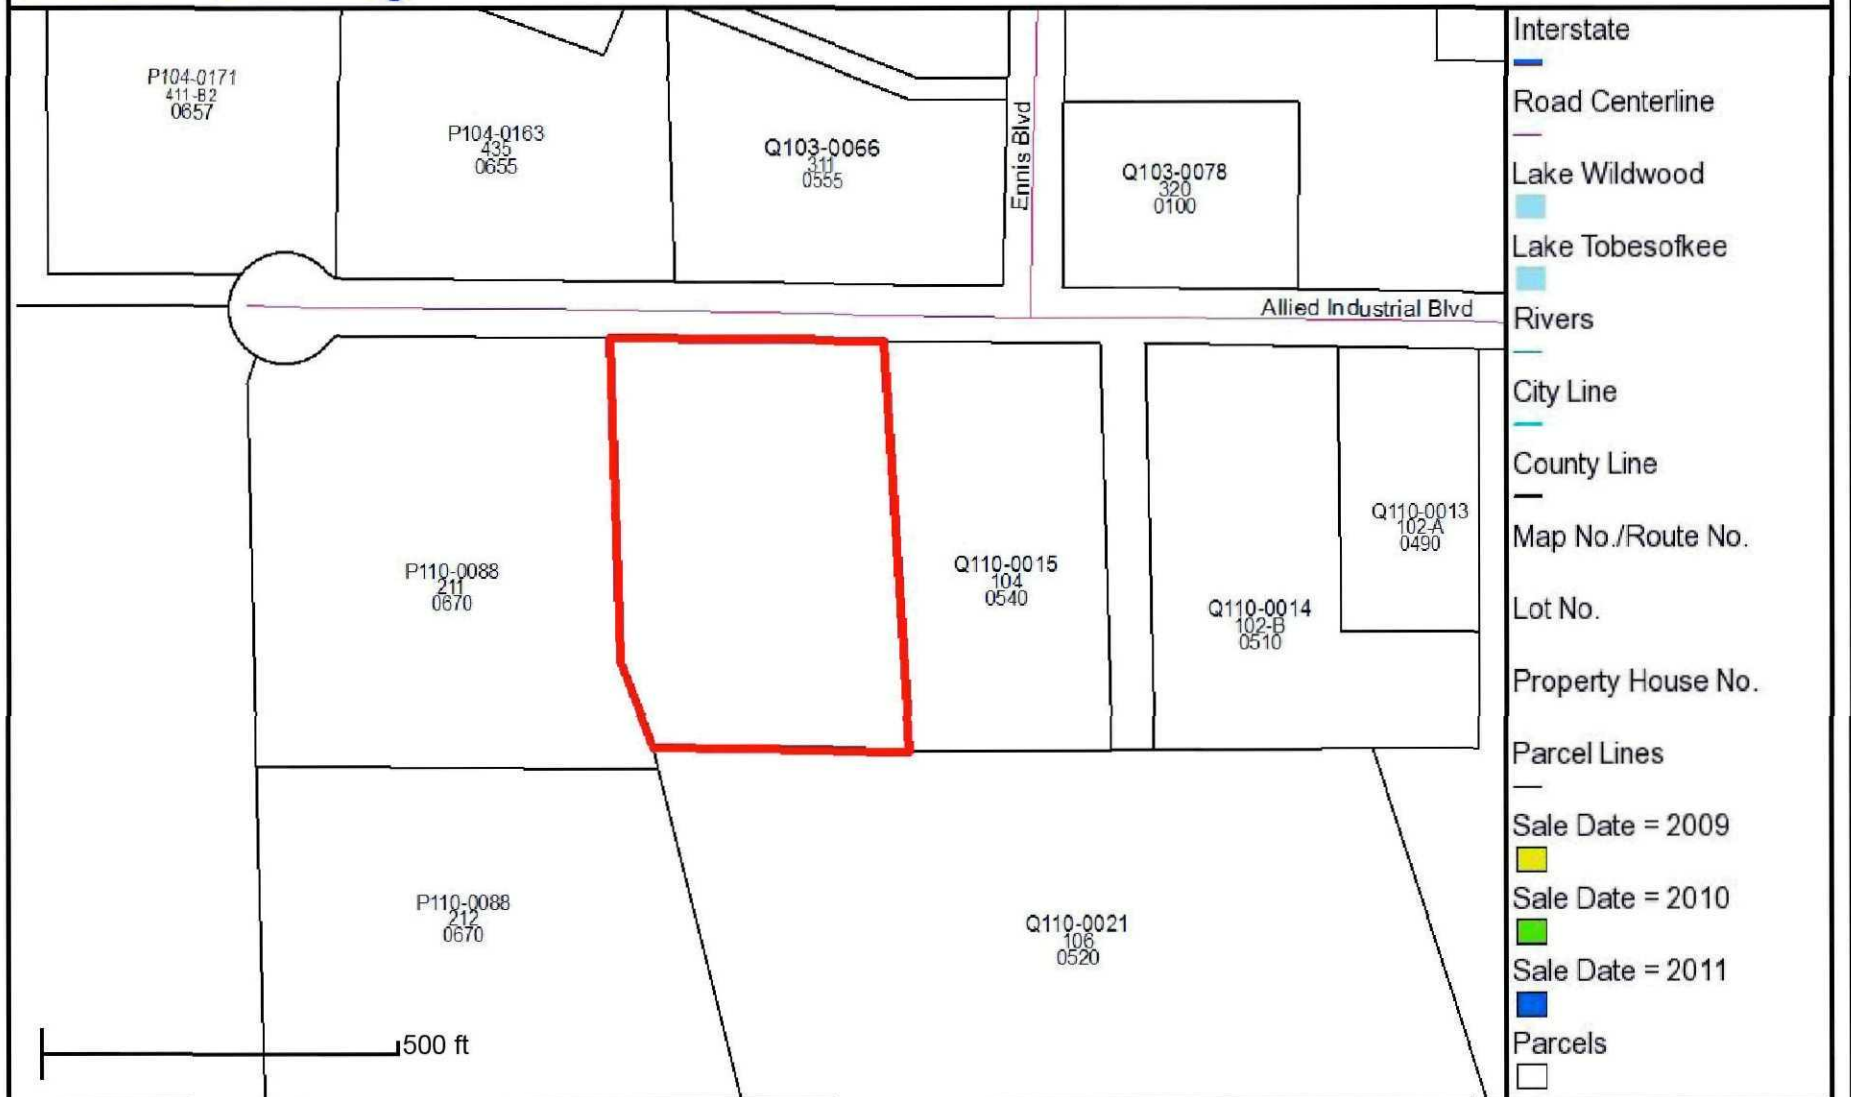 P104-0171
411-B2
0657
P104-0163
435
0655
Q103-0066
311
0555
Ennis Blvd
Q103-0078
320
0100
Allied Industrial Blvd
P110-0088
211
0670
Q110-0015
104
0540
Q110-0014
102-B
0510
Q110-0013
102-A
0490
P110-0088
212
0670
Q110-0021
106
0520
500 ft
Interstate
Road Centerline
Lake Wildwood
Lake Tobesofkee
Rivers
City Line
County Line
Map No./Route No.
Lot No.
Property House No.
Parcel Lines
Sale Date = 2009
Sale Date = 2010
Sale Date = 2011
Parcels